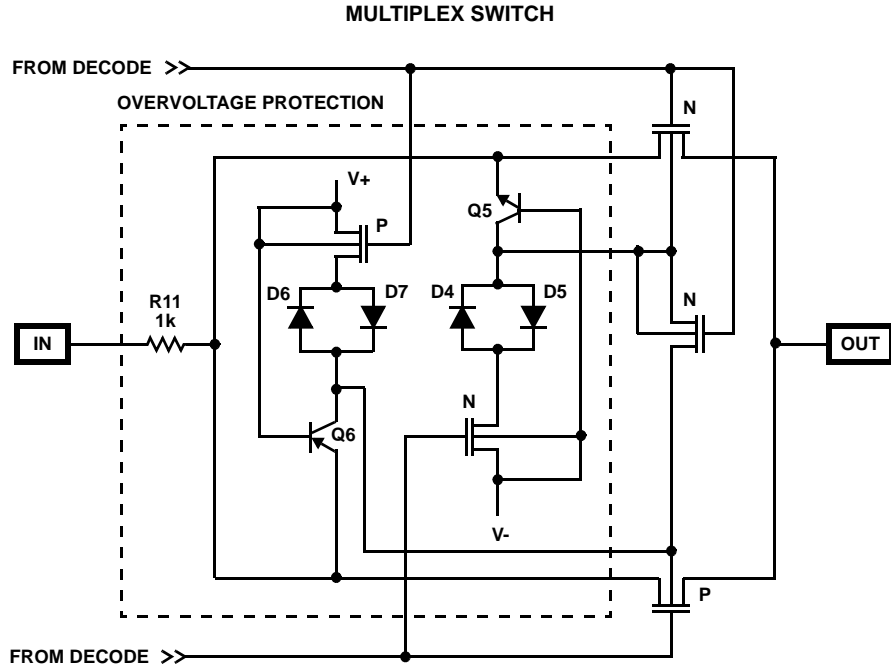 MULTIPLEX SWITCH
FROM DECODE
OVERVOLTAGE PROTECTION
N
V+
Q5
P
D6
D7
D4
D5
N
R11
1k
IN
OUT
N
Q6
V-
P
FROM DECODE